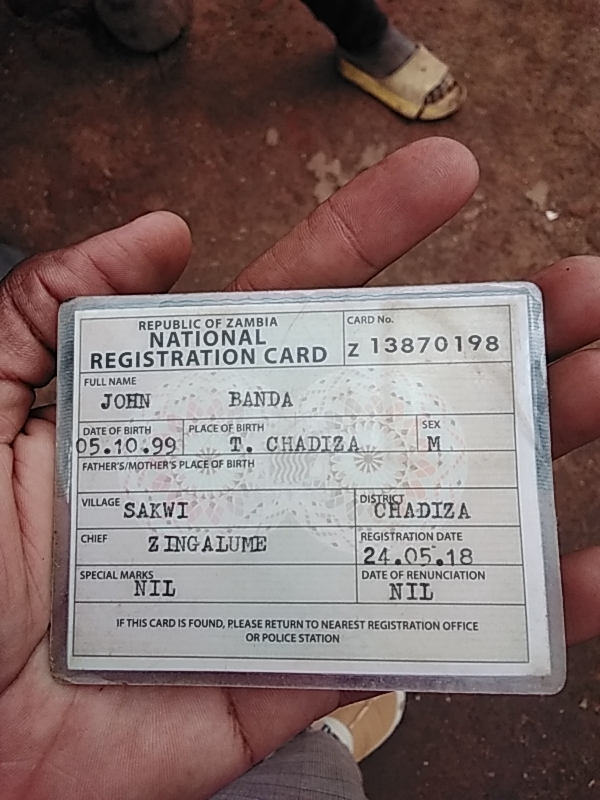 REPUBLIC OF ZAMBIA
NATIONAL
REGISTRATION CARD
CARD No.
Z 13870198
FULL NAME
JOHN BANDA
DATE OF BIRTH
05.10.99
PLACE OF BIRTH
T. CHADIZA
SEX
M
FATHER'S/MOTHER'S PLACE OF BIRTH
VILLAGE SAKWI
DISTRICT
CHADIZA
CHIEF ZINGALUME
REGISTRATION DATE
24.05.18
SPECIAL MARKS
NIL
DATE OF RENUNCIATION
NIL
IF THIS CARD IS FOUND, PLEASE RETURN TO NEAREST REGISTRATION OFFICE
OR POLICE STATION